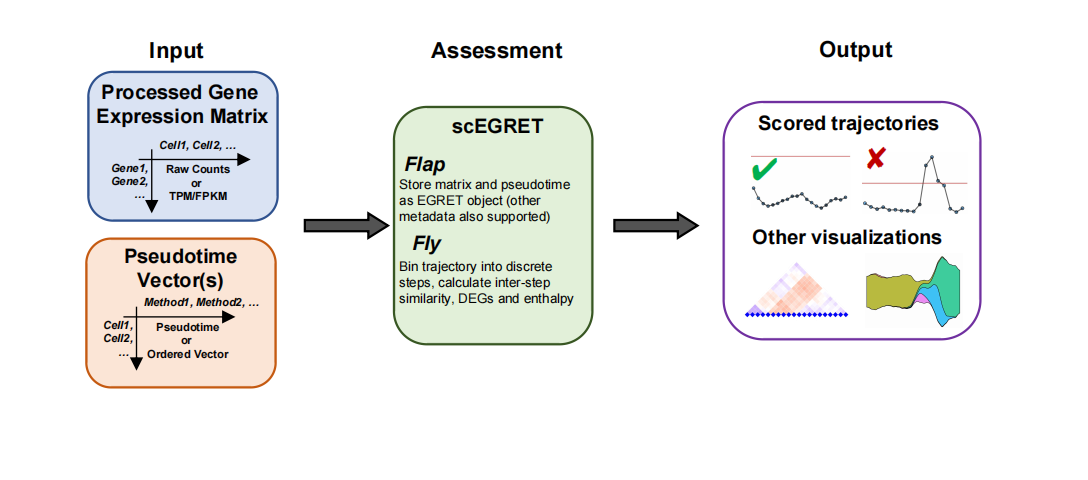 Input
Processed Gene
Expression Matrix
Cell1, Cell2, ...
Gene1,
Gene2,
...
Raw Counts
or
TPM/FPKM
Pseudotime
Vector(s)
Method1, Method2, ...
Cell1,
Cell2,
...
Pseudotime
or
Ordered Vector
Assessment
scEGRET
Flap
Store matrix and pseudotime
as EGRET object (other
metadata also supported)
Fly
Bin trajectory into discrete
steps, calculate inter-step
similarity, DEGs and enthalpy
Output
Scored trajectories
Other visualizations